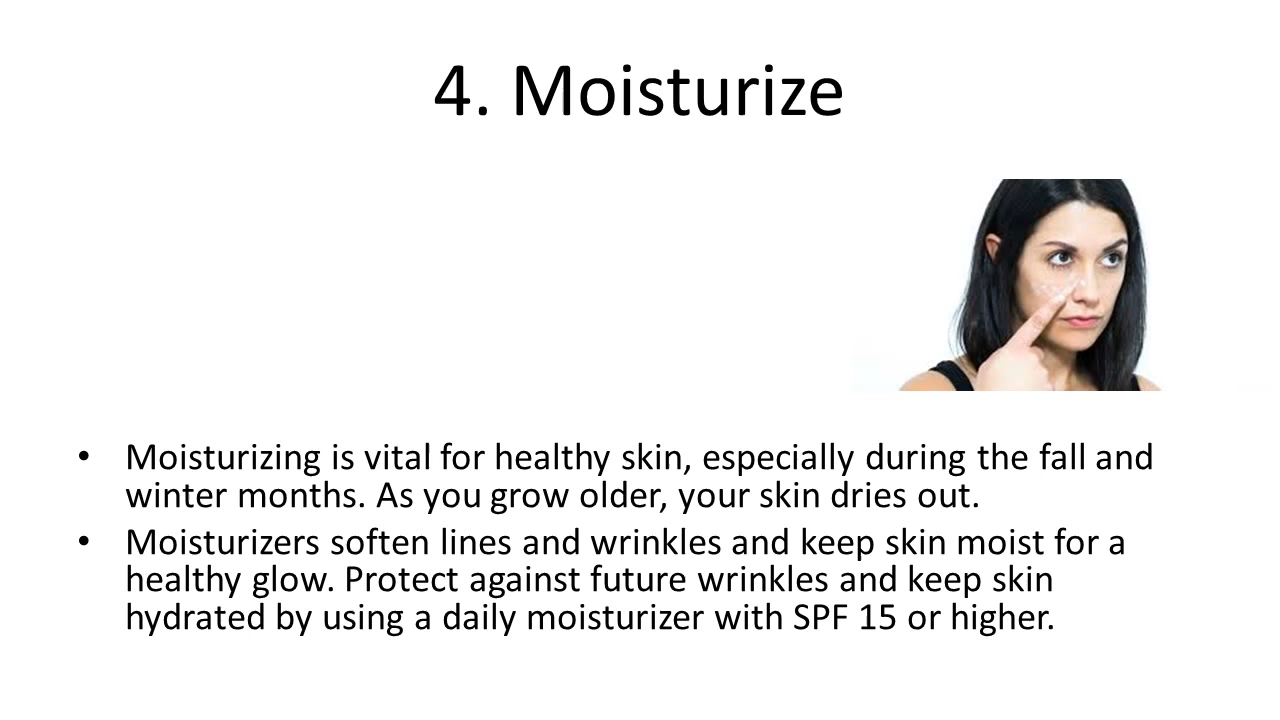 4. Moisturize
• Moisturizing is vital for healthy skin, especially during the fall and
winter months. As you grow older, your skin dries out.
• Moisturizers soften lines and wrinkles and keep skin moist for a
healthy glow. Protect against future wrinkles and keep skin
hydrated by using a daily moisturizer with SPF 15 or higher.